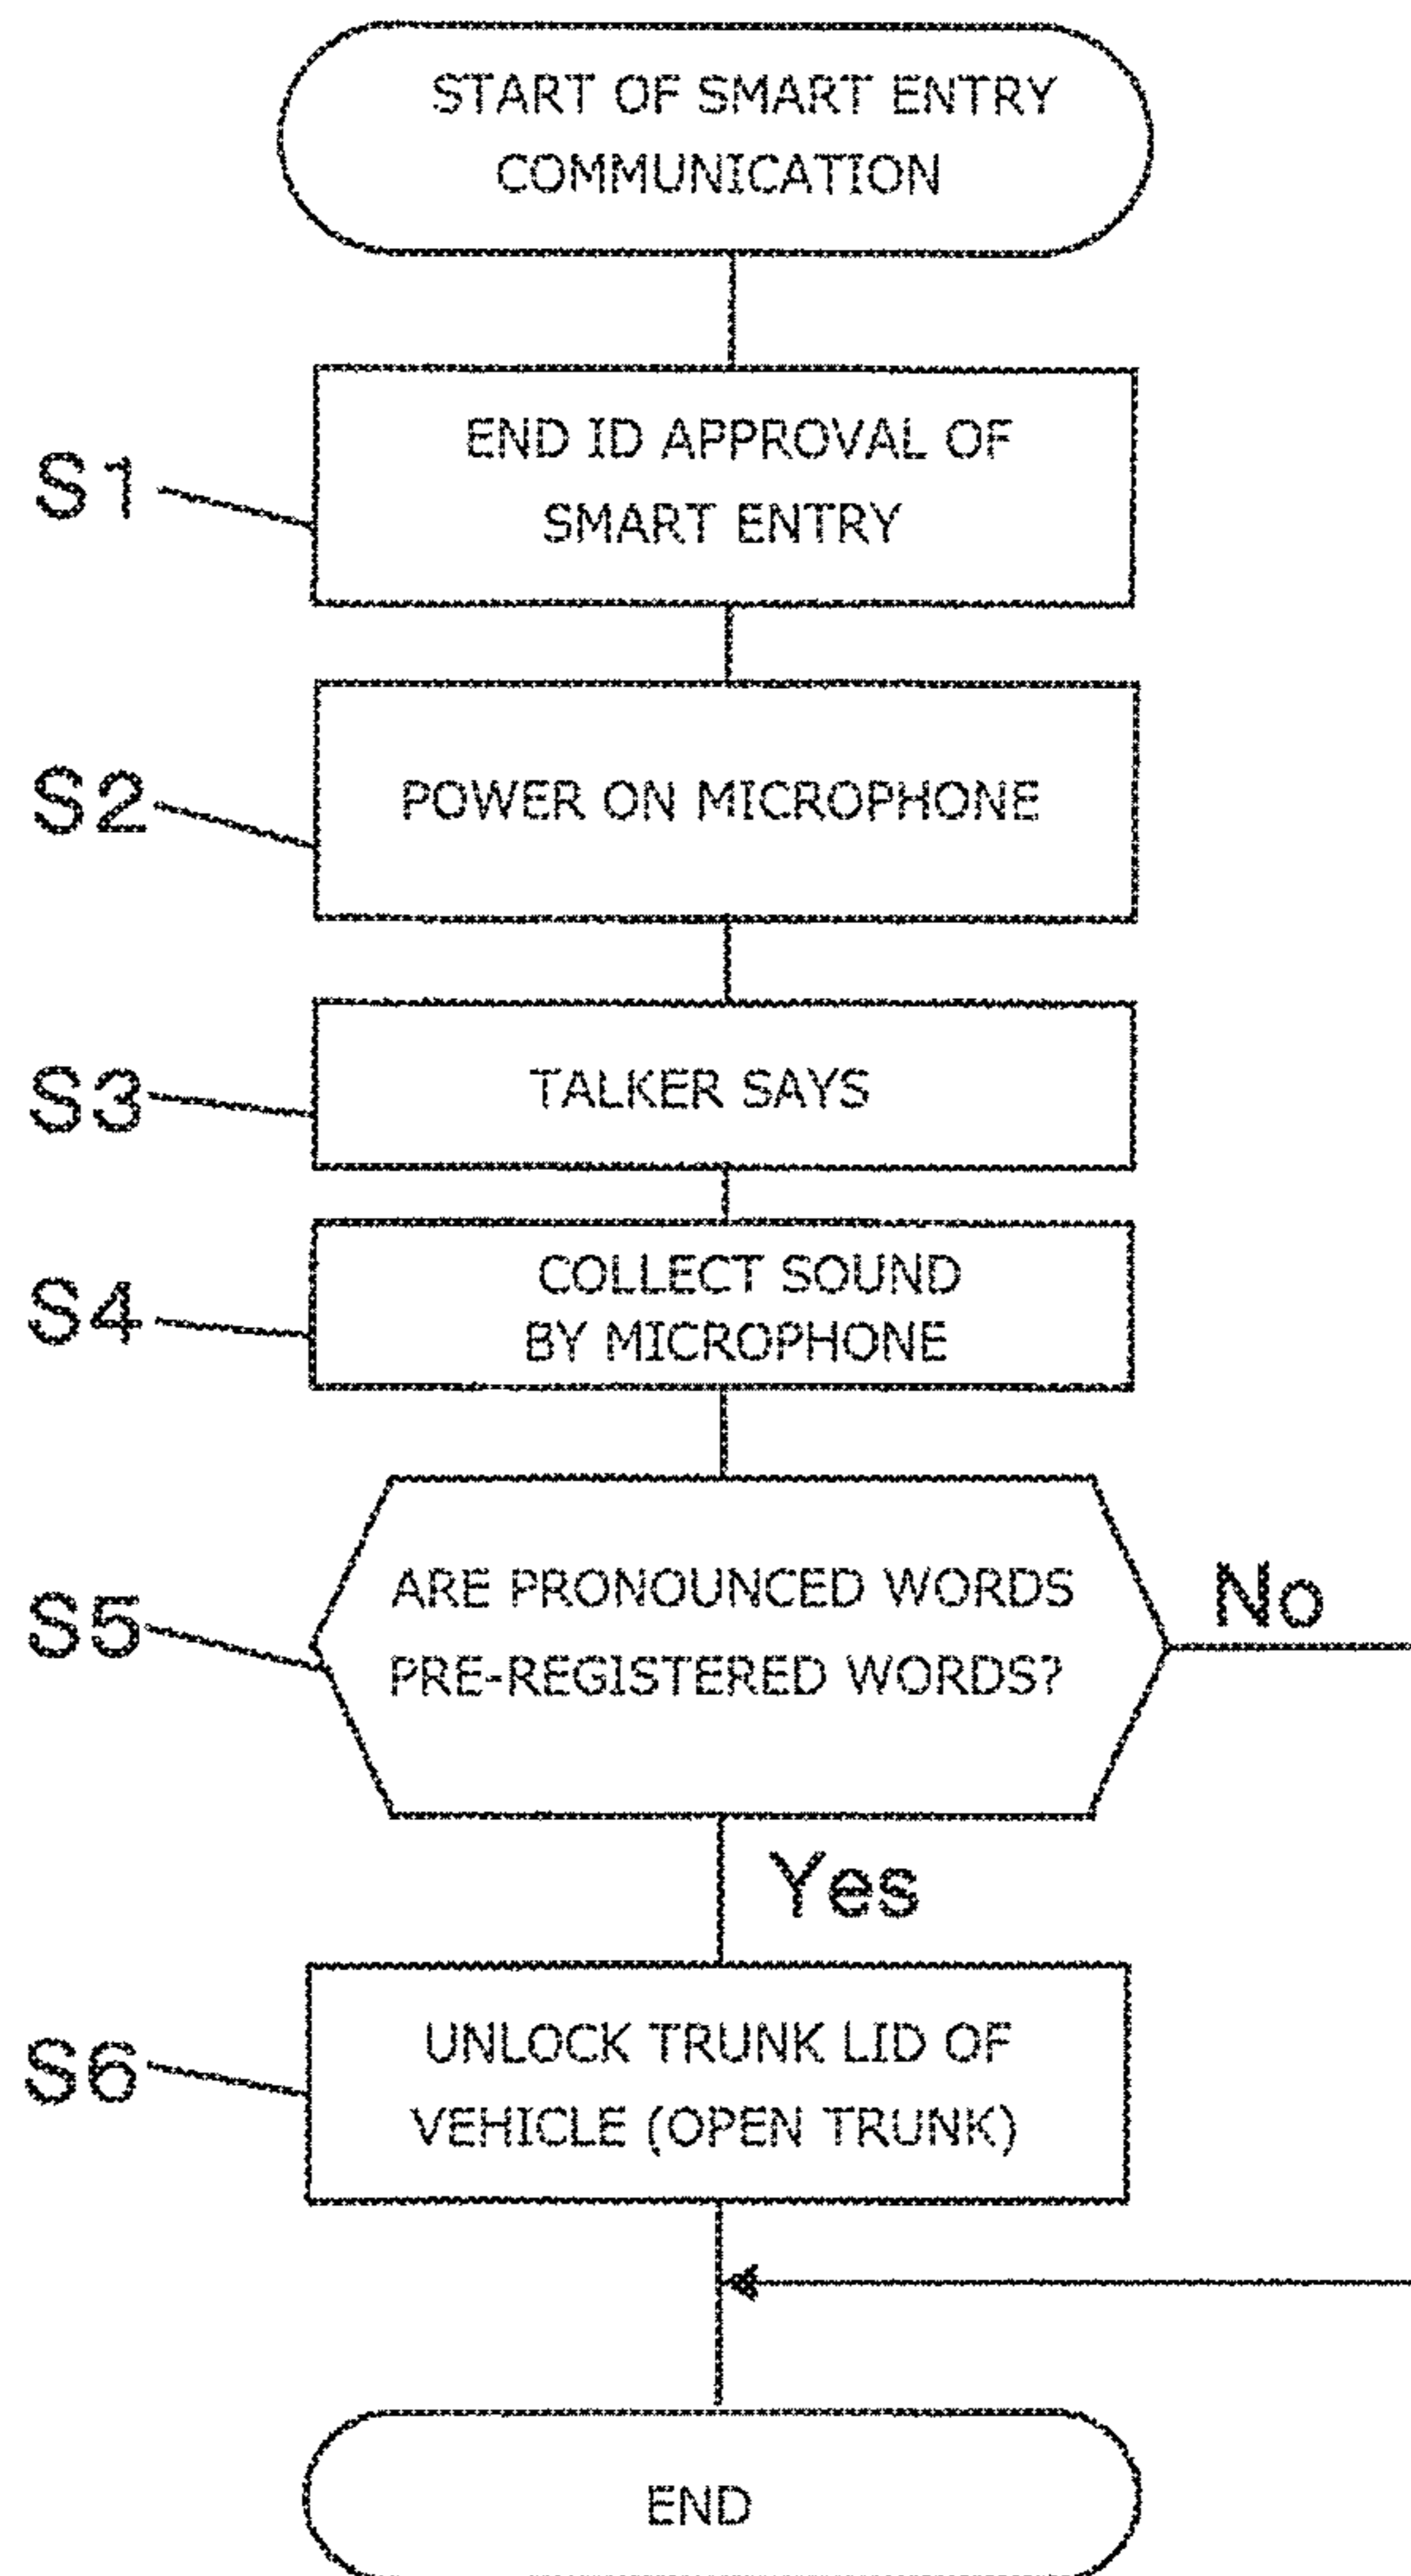 START OF SMART ENTRY
COMMUNICATION
S1
END ID APPROVAL OF
SMART ENTRY
S2
POWER ON MICROPHONE
S3
TALKER SAYS
S4
COLLECT SOUND
BY MICROPHONE
S5
ARE PRONOUNCED WORDS
PRE-REGISTERED WORDS?
No
Yes
S6
UNLOCK TRUNK LID OF
VEHICLE (OPEN TRUNK)
END